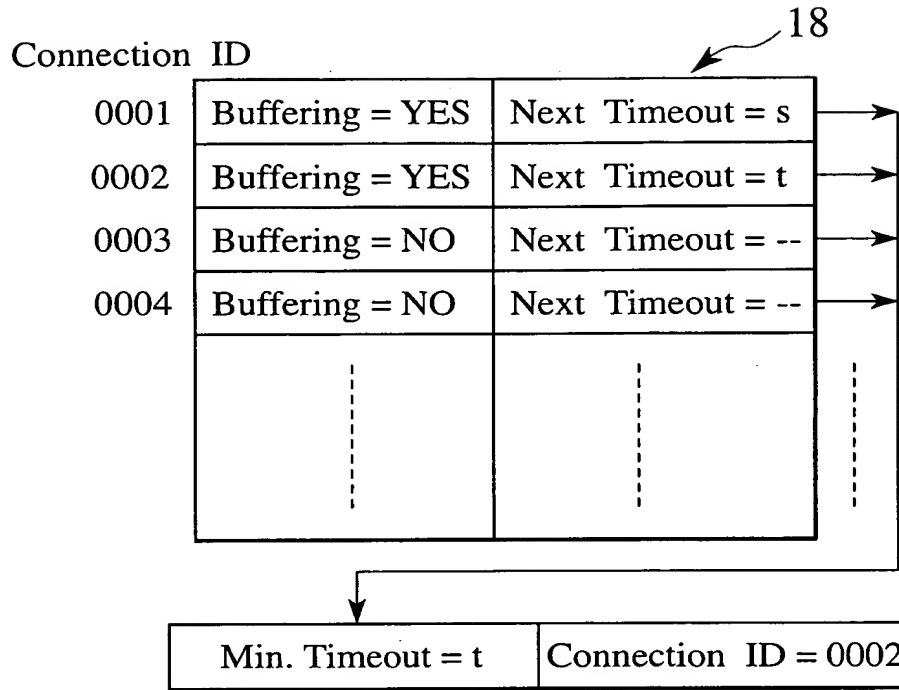 18
Connection ID
0001 Buffering = YES Next Timeout = s
0002 Buffering = YES Next Timeout = t
0003 Buffering = NO Next Timeout = --
0004 Buffering = NO Next Timeout = --
Min. Timeout = t Connection ID = 0002